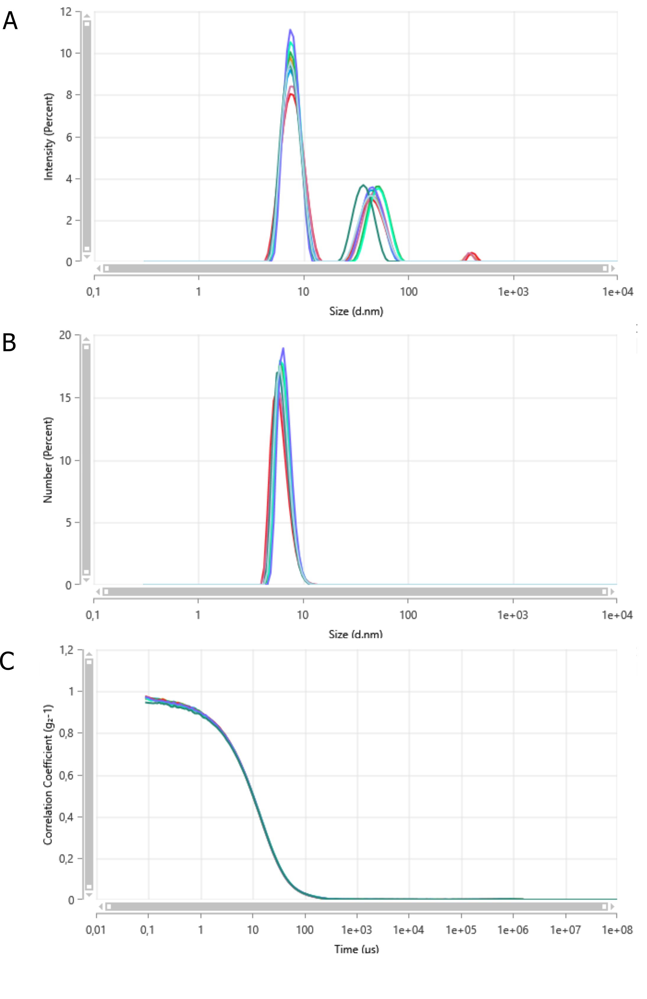 A
12
10
8
6
4
2
0
Intensity (Percent)
0,1 1 10 100 1e+03 1e+04
Size (d.nm)
B
20
15
10
5
0
Number (Percent)
0,1 1 10 100 1e+03 1e+04
Size (d.nm)
C
1,2
1
0,8
0,6
0,4
0,2
0
Correlation Coefficient (g₂-1)
0,01 0,1 1 10 100 1e+03 1e+04 1e+05 1e+06 1e+07 1e+08
Time (µs)